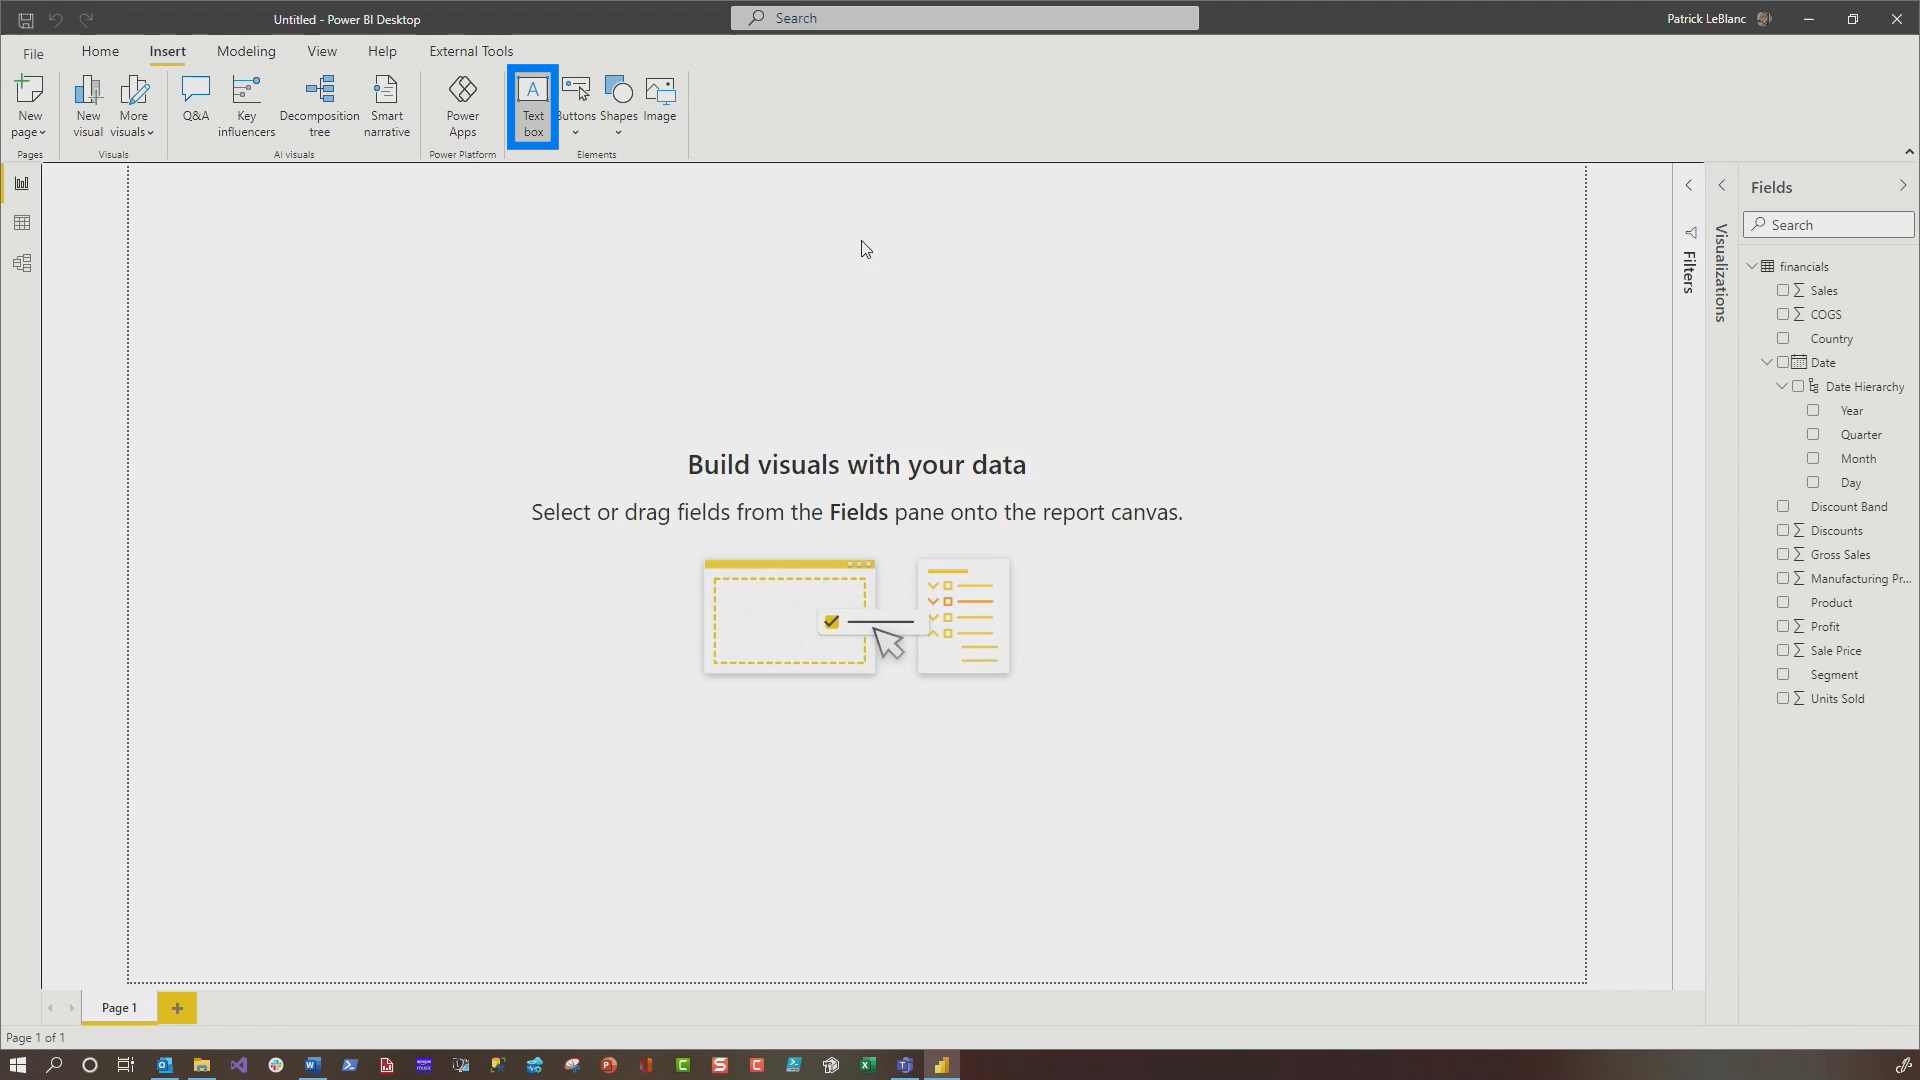 Untitled - Power BI Desktop
Search
Patrick LeBlanc
File
Home
Insert
Modeling
View
Help
External Tools
New page
New visual
More visuals
Q&A
Key influencers
Decomposition tree
Smart narrative
Power Apps
A
Text box
Buttons
Shapes
Image
Pages
Visuals
AI visuals
Power Platform
Elements
Filters
Visualizations
Fields
Search
financials
Sales
COGS
Country
Date
Date Hierarchy
Year
Quarter
Month
Day
Discount Band
Discounts
Gross Sales
Manufacturing Pr...
Product
Profit
Sale Price
Segment
Units Sold
Build visuals with your data
Select or drag fields from the Fields pane onto the report canvas.
Page 1
Page 1 of 1